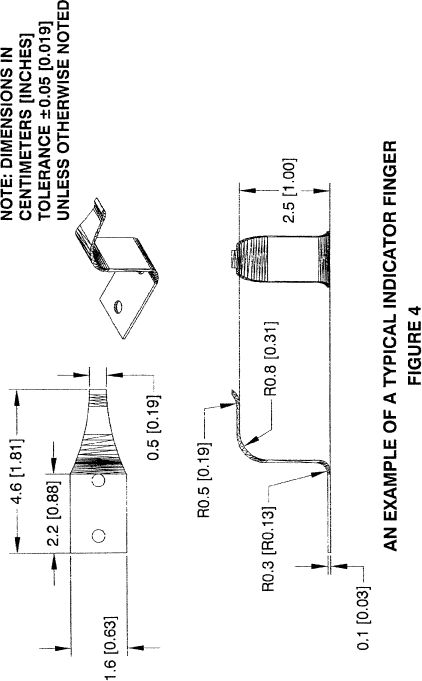 NOTE: DIMENSIONS IN
CENTIMETERS [INCHES]
TOLERANCE ±0.05 [0.019]
UNLESS OTHERWISE NOTED
4.6 [1.81]
2.2 [0.88]
1.6 [0.63]
0.5 [0.19]
R0.5 [0.19]
R0.8 [0.31]
R0.3 [R0.13]
0.1 [0.03]
2.5 [1.00]
AN EXAMPLE OF A TYPICAL INDICATOR FINGER
FIGURE 4